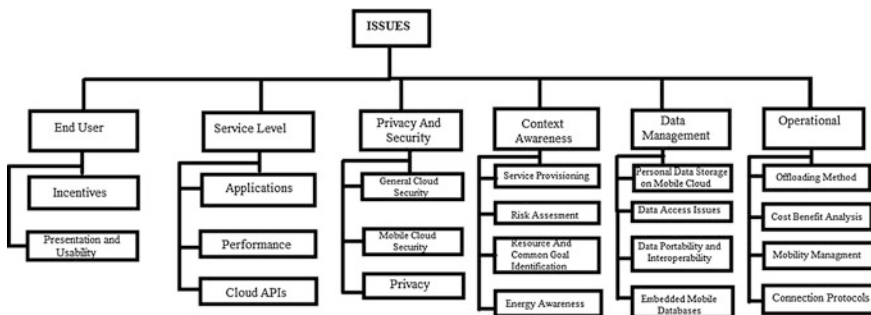 ISSUES
End User
Service Level
Privacy And
Security
Context
Awareness
Data
Management
Operational
Incentives
Presentation and
Usability
Applications
Performance
Cloud APIs
General Cloud
Security
Mobile Cloud
Security
Privacy
Service Provisioning
Risk Assesment
Resource And
Common Goal
Identification
Energy Awareness
Personal Data Storage
on Mobile Cloud
Data Access Issues
Data Portability and
Interoperability
Embedded Mobile
Databases
Offloading Method
Cost Benefit Analysis
Mobility Managment
Connection Protocols